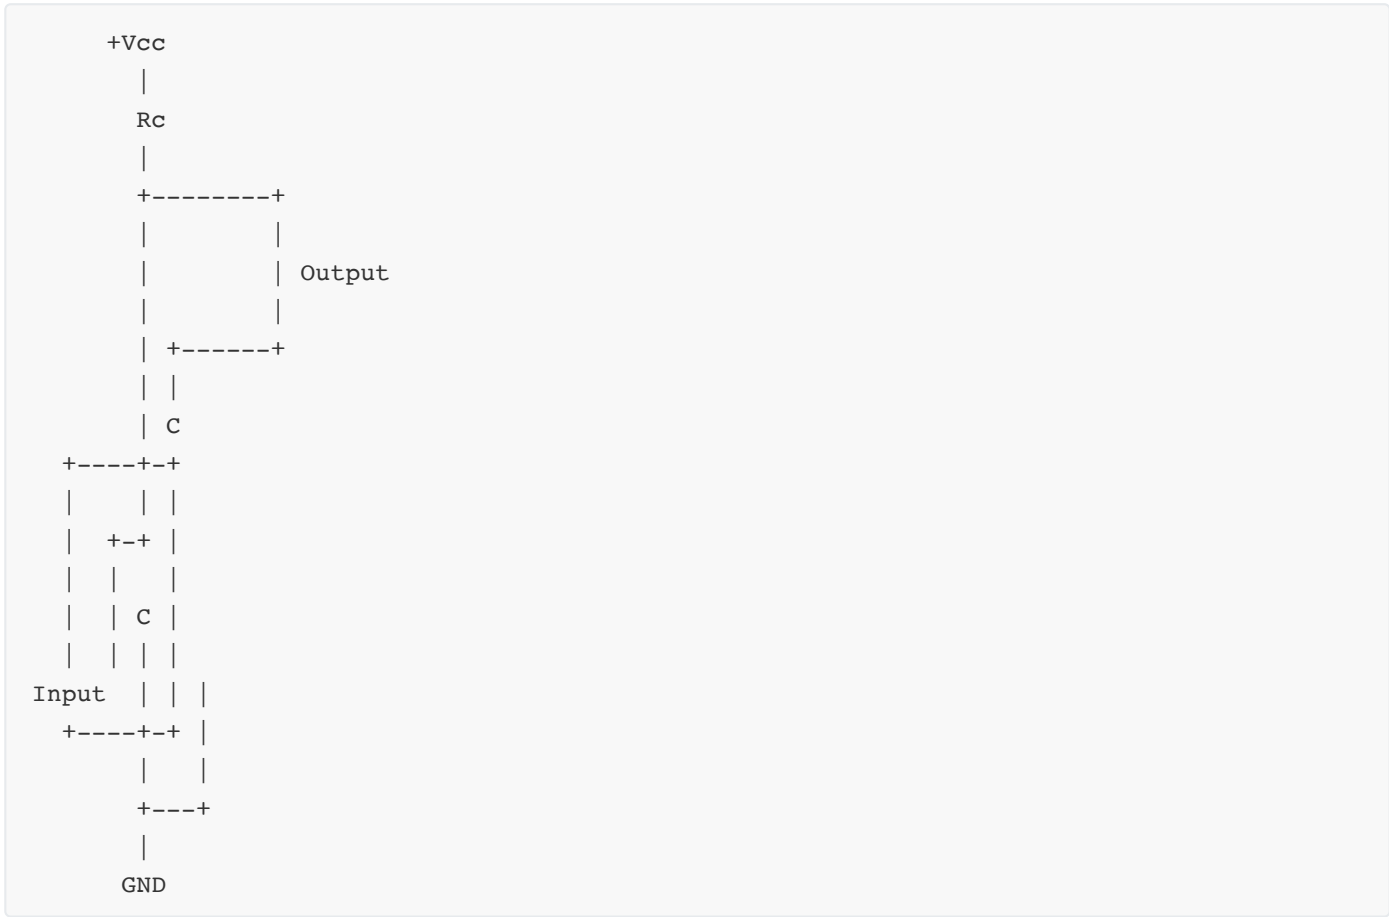 +Vcc
       |
       Rc
       |
       +--------+
       |        |
       |        | Output
       |        |
       | +------+
       | |
       | C
  +----+-+
  |    | |
  |  +-+ |
  |  |   |
  |  | C |
  |  | | |
Input  | | |
  +----+-+ |
       |   |
       +---+
       |
      GND